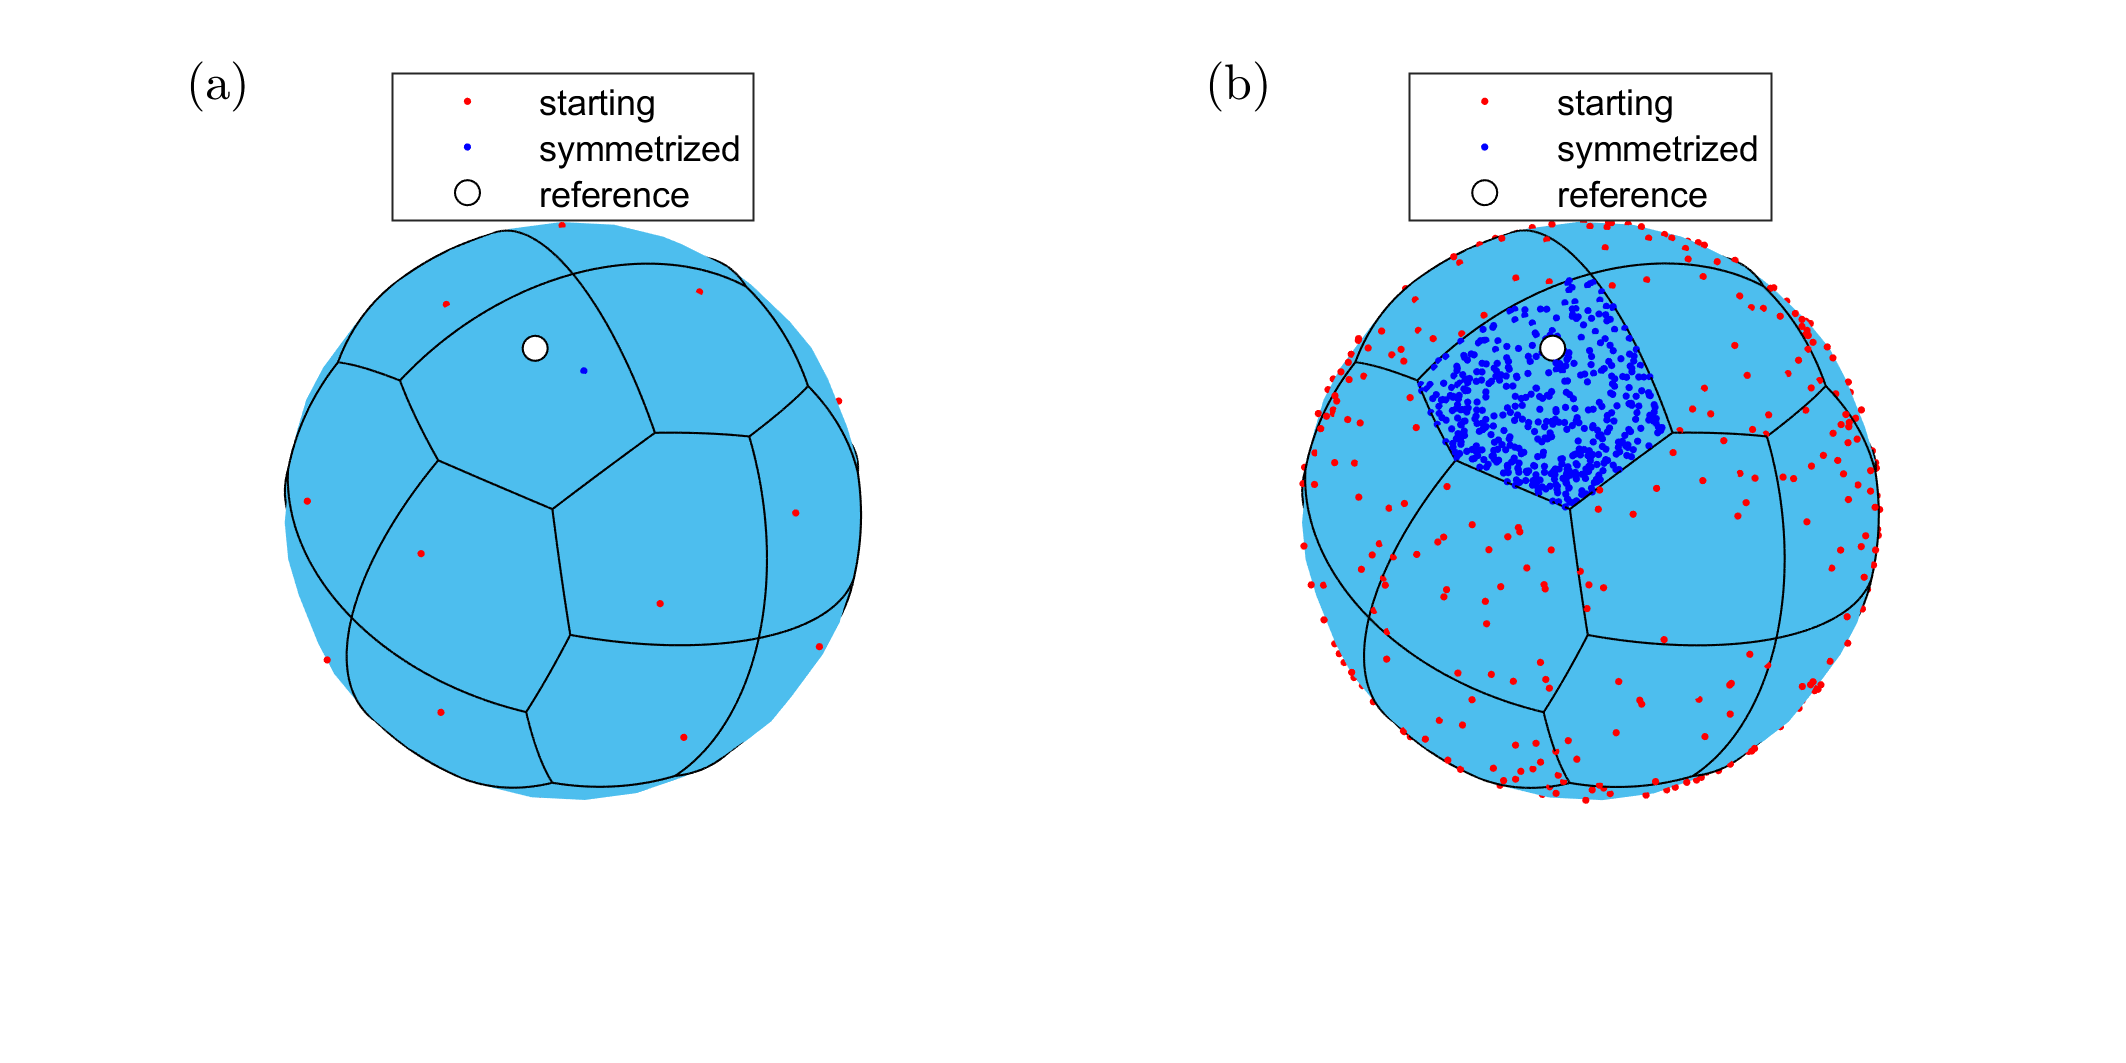 (a)
starting
symmetrized
reference
(b)
starting
symmetrized
reference